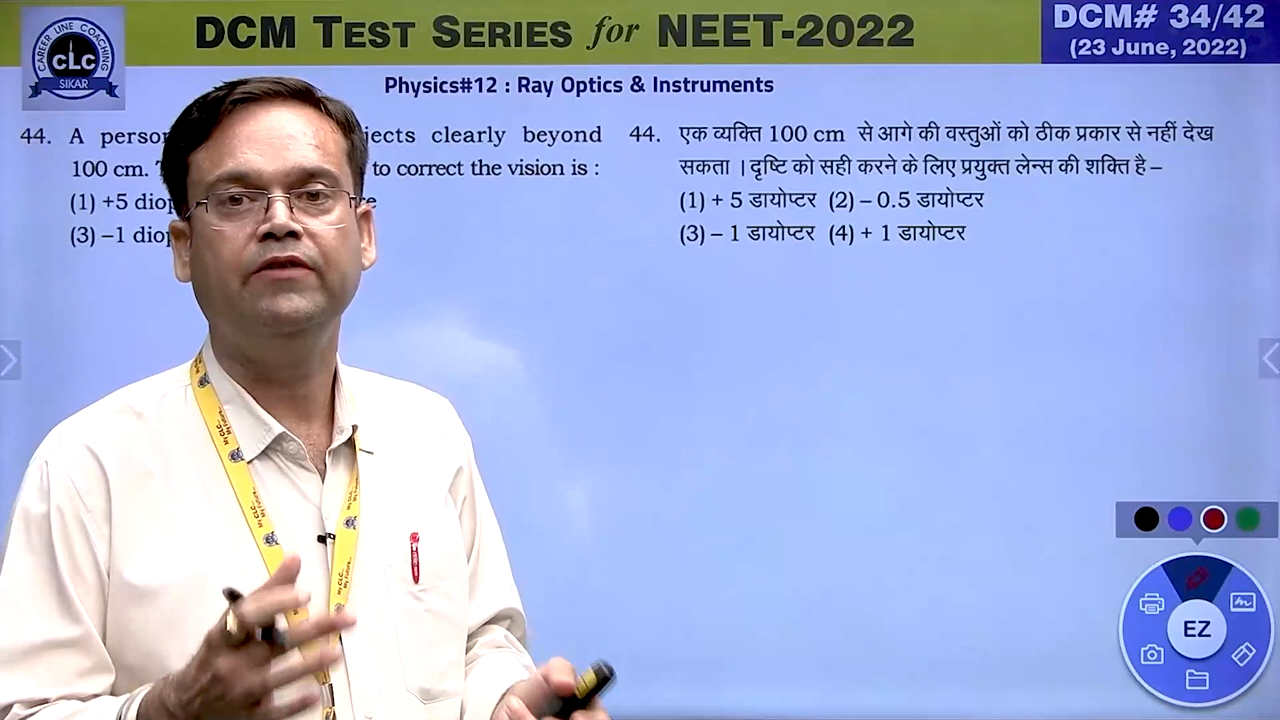 DCM TEST SERIES for NEET-2022
DCM# 34/42
(23 June, 2022)
CAREER LINE COACHING
CLC
SIKAR
Physics#12 : Ray Optics & Instruments
44. A jects clearly beyond
100 cm. to correct the vision is :
(1) +5
(3) –1
44. एक व्यक्ति 100 cm से आगे की वस्तुओं को ठीक प्रकार से नहीं देख
सकता । दृष्टि को सही करने के लिए प्रयुक्त लेन्स की शक्ति है –
(1) + 5 डायोप्टर (2) – 0.5 डायोप्टर
(3) – 1 डायोप्टर (4) + 1 डायोप्टर
EZ